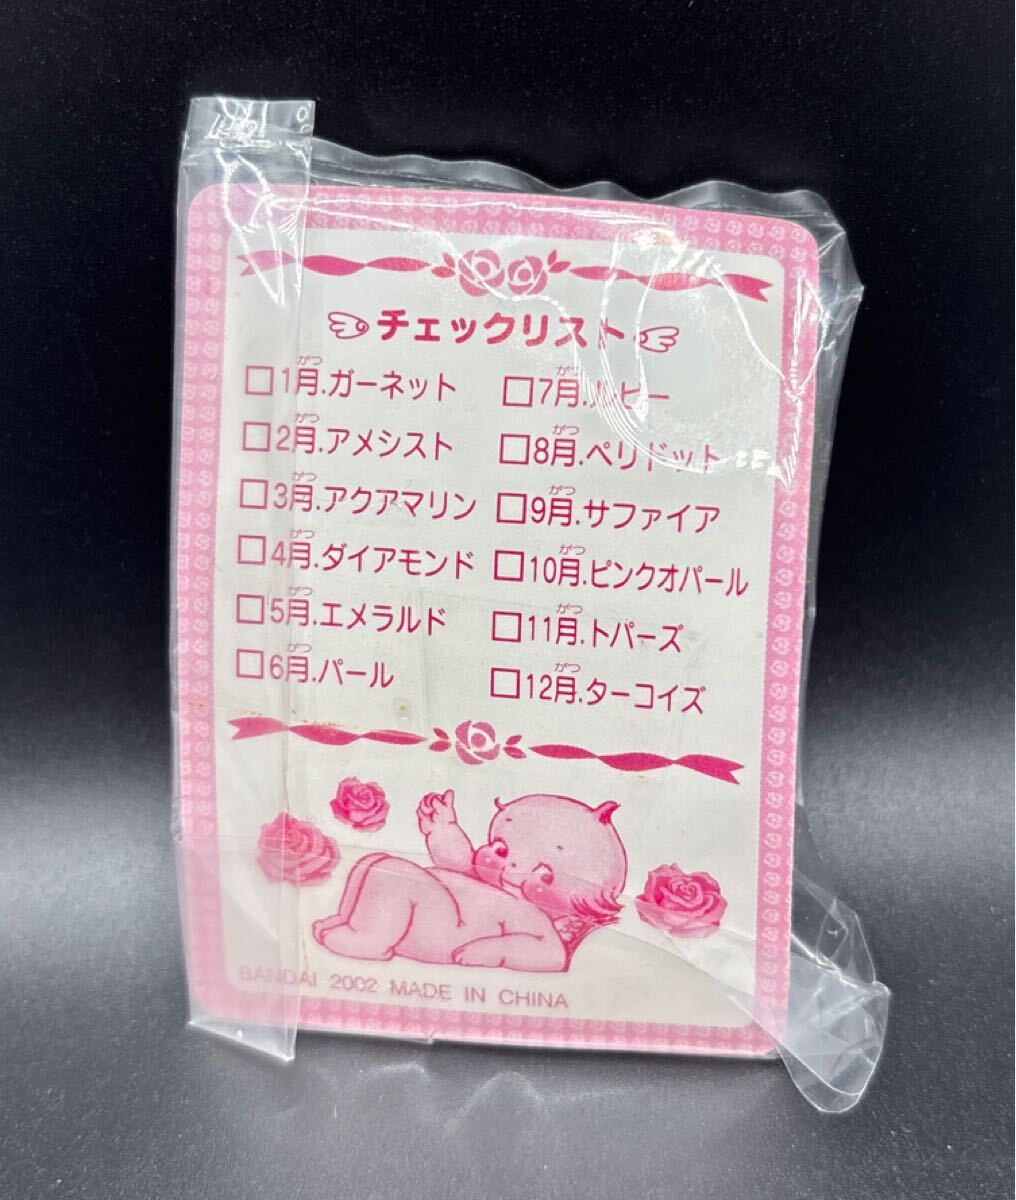 チェックリスト
□1月.ガーネット
□2月.アメシスト
□3月.アクアマリン
□4月.ダイアモンド
□5月.エメラルド
□6月.パール
□7月.ルビー
□8月.ペリドット
□9月.サファイア
□10月.ピンクオパール
□11月.トパーズ
□12月.ターコイズ
BANDAI 2002 MADE IN CHINA